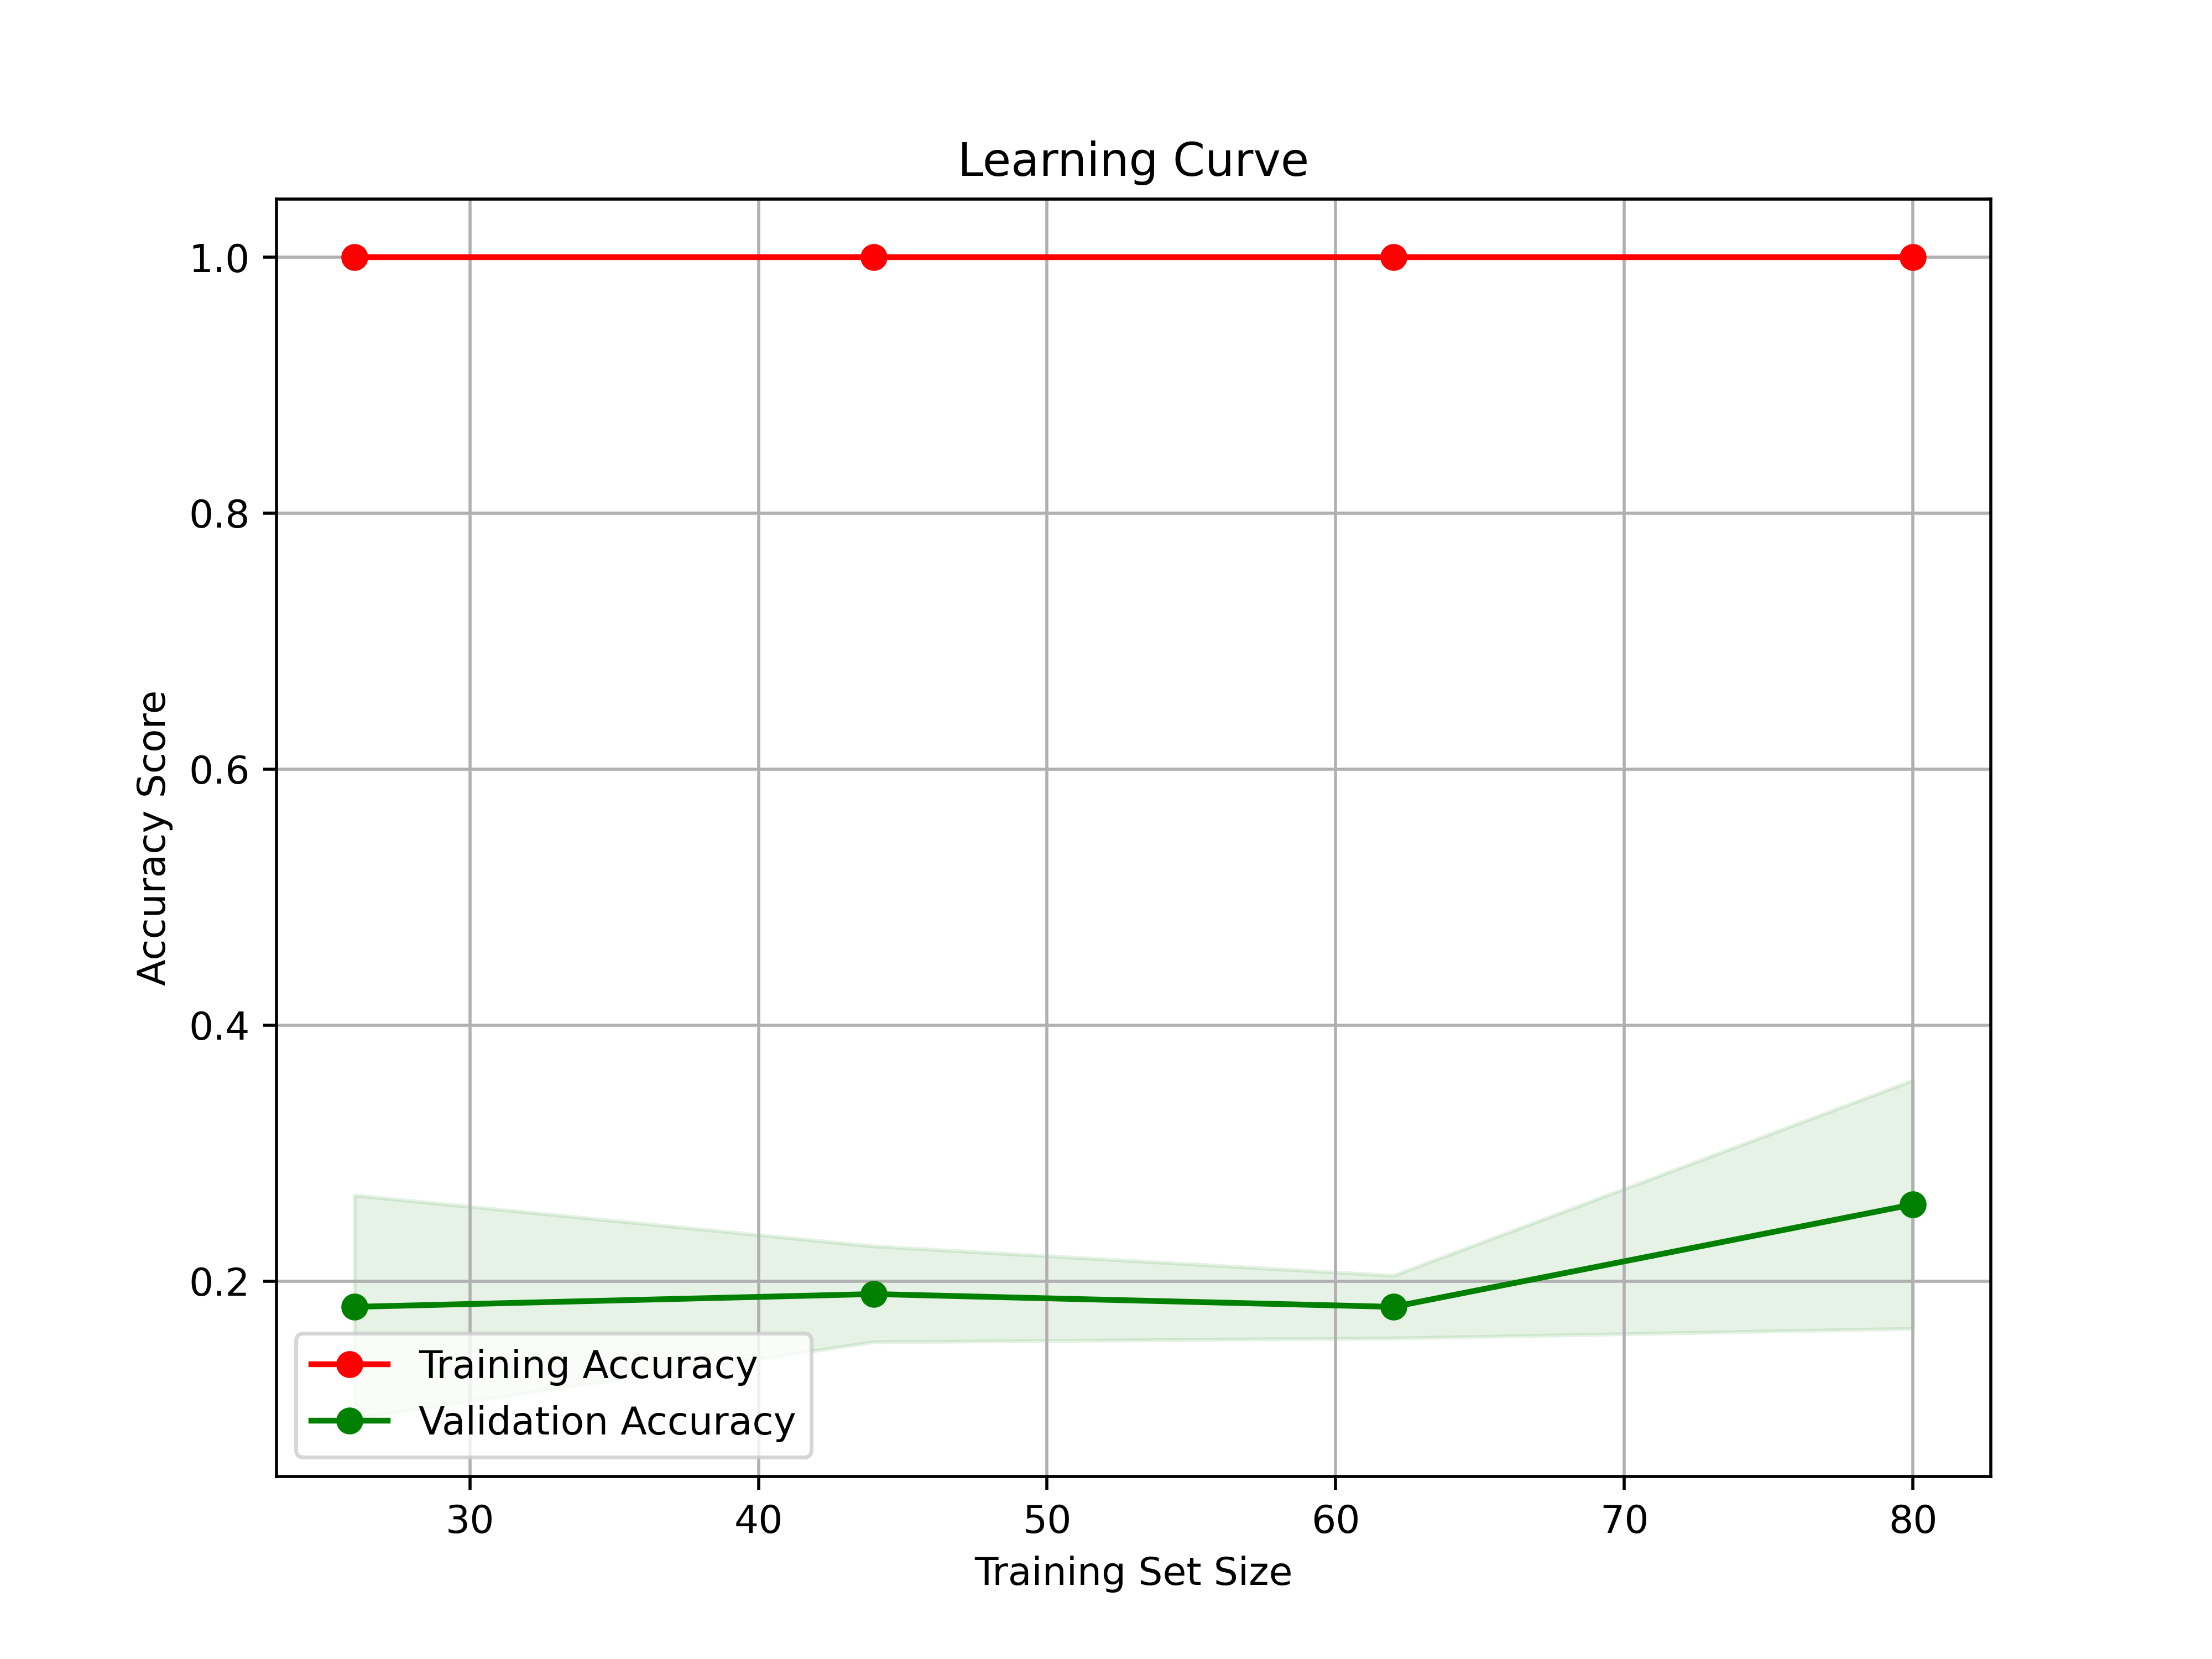 Learning Curve
1.0
0.8
0.6
0.4
0.2
Accuracy Score
Training Accuracy
Validation Accuracy
30 40 50 60 70 80
Training Set Size